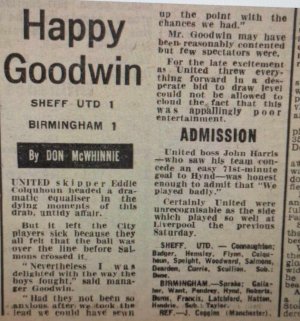 Happy
Goodwin
SHEFF UTD 1
BIRMINGHAM 1
By DON McWHINNIE
UNITED skipper Eddie
Colquhoun headed a dra-
matic equaliser in the
dying moments of this
drab, untidy affair.
But it left the City
players sick because they
all felt that the ball was
over the line before Sal-
mons crossed it.
"Nevertheless I was
delighted with the way the
boys fought," said mana-
ger Goodwin.
"Had they not been so
anxious after we took the
lead we could have sewn
up the point with the
chances we had."
Mr. Goodwin may have
been reasonably contented
but few spectators were.
For the late excitement
as United threw every-
thing forward in a des-
perate bid to draw level
could not be allowed to
cloud the fact that this
was appallingly poor
entertainment.
ADMISSION
United boss John Harris
—who saw his team con-
cede an easy 71st-minute
goal to Hynd—was honest
enough to admit that "We
played badly."
Certainly United were
unrecognisable as the side
which played so well at
Liverpool the previous
Saturday.
SHEFF. UTD. — Connaughton;
Badger, Hemsley, Flynn, Colqu-
houn, Speight, Woodward, Salmons,
Dearden, Currie, Scullion. Sub.:
BIRMINGHAM.—Sprake; Calla-
her, Want, Pendrey, Hynd, Roberts,
Burns, Francis, Latchford, Hatton,
Kendrie. Sub.: Taylor.
REF.—J. Coggins (Manchester).